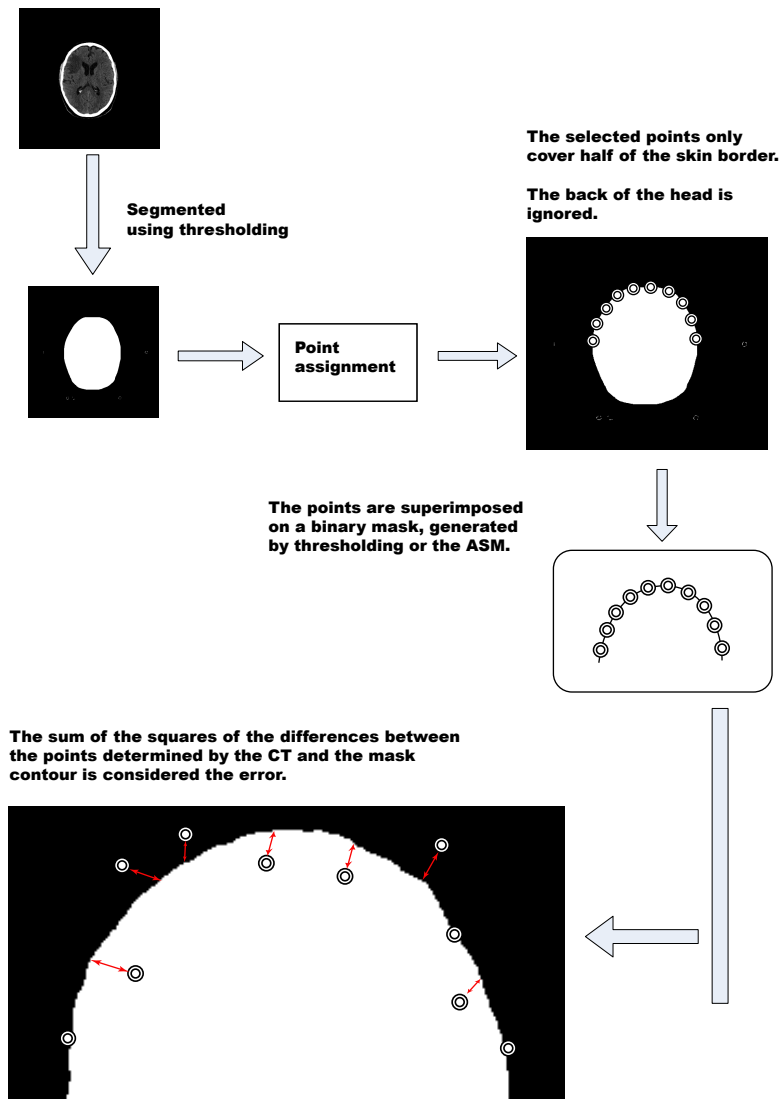 The selected points only
cover half of the skin border.
The back of the head is
ignored.
Segmented
using thresholding
Point
assignment
The points are superimposed
on a binary mask, generated
by thresholding or the ASM.
The sum of the squares of the differences between
the points determined by the CT and the mask
contour is considered the error.